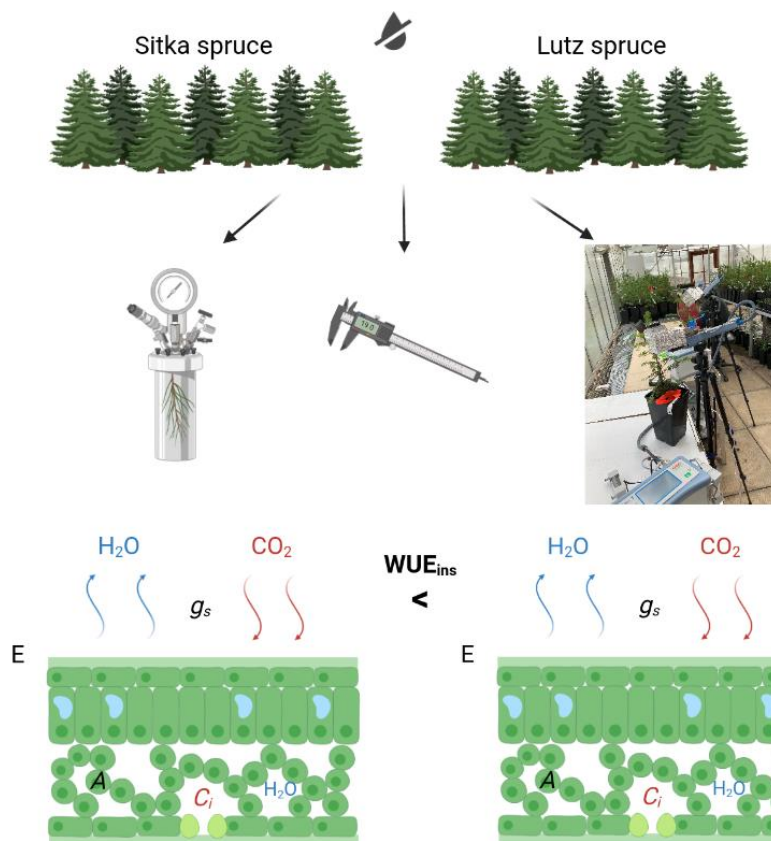 Sitka spruce
Lutz spruce
H₂O
CO₂
WUEins
<
H₂O
CO₂
gs
gs
E
E
A
H₂O
Ci
A
H₂O
Ci